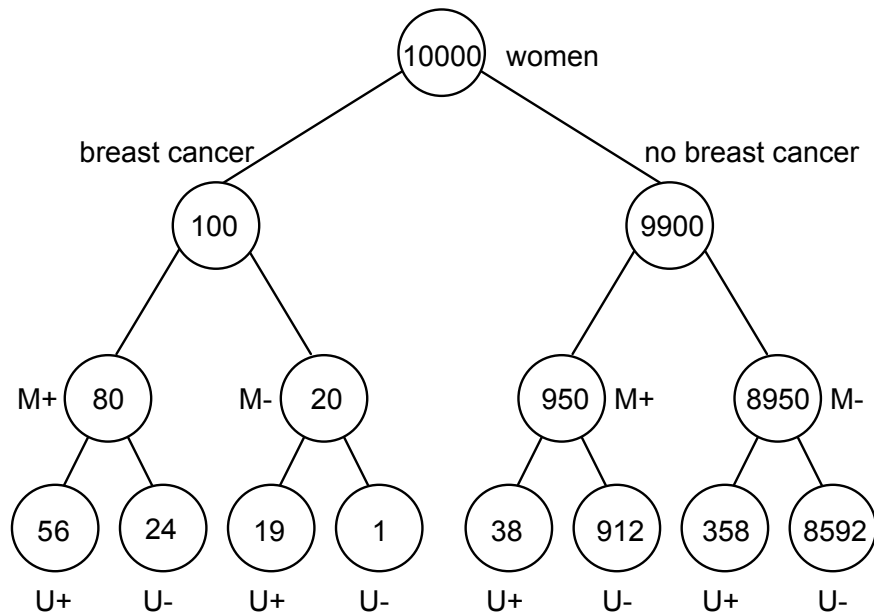 10000 women
breast cancer no breast cancer
100 9900
M+ 80 M- 20 950 M+ 8950 M-
56 24 19 1 38 912 358 8592
U+ U- U+ U- U+ U- U+ U-